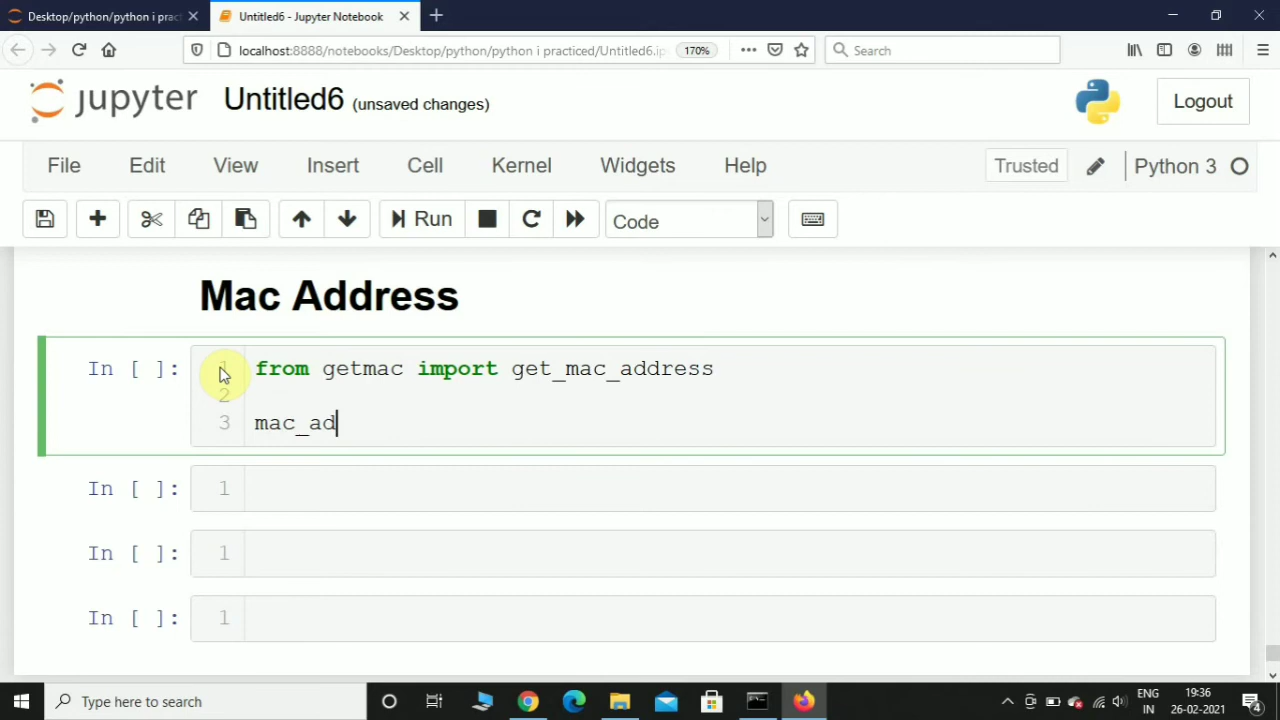 Desktop/python/python i prac
Untitled6 - Jupyter Notebook
localhost:8888/notebooks/Desktop/python/python i practiced/Untitled6.ip
170%
Search
jupyter Untitled6 (unsaved changes)
Logout
File Edit View Insert Cell Kernel Widgets Help
Trusted
Python 3
Run
Code
Mac Address
In [ ]: 1 from getmac import get_mac_address
2
3 mac_ad
In [ ]: 1
In [ ]: 1
In [ ]: 1
Type here to search
ENG
IN
19:36
26-02-2021
4